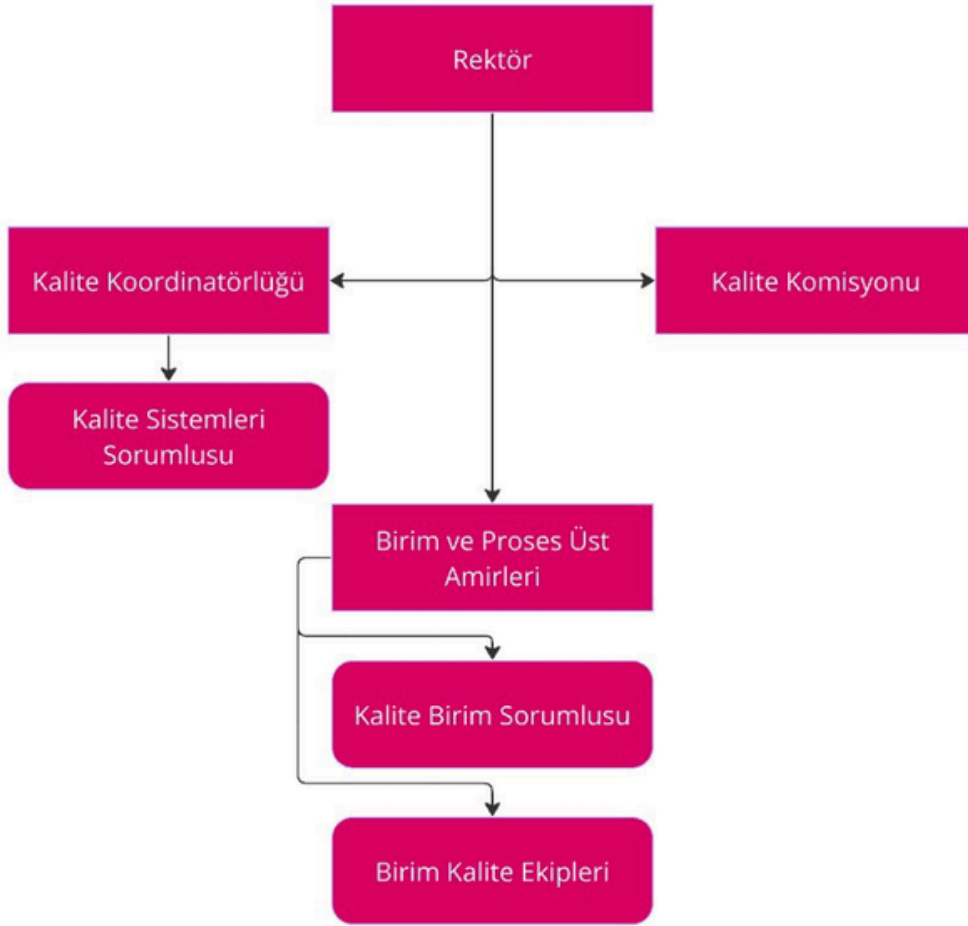 Rektör
Kalite Koordinatörlüğü
Kalite Komisyonu
Kalite Sistemleri
Sorumlusu
Birim ve Proses Üst
Amirleri
Kalite Birim Sorumlusu
Birim Kalite Ekipleri